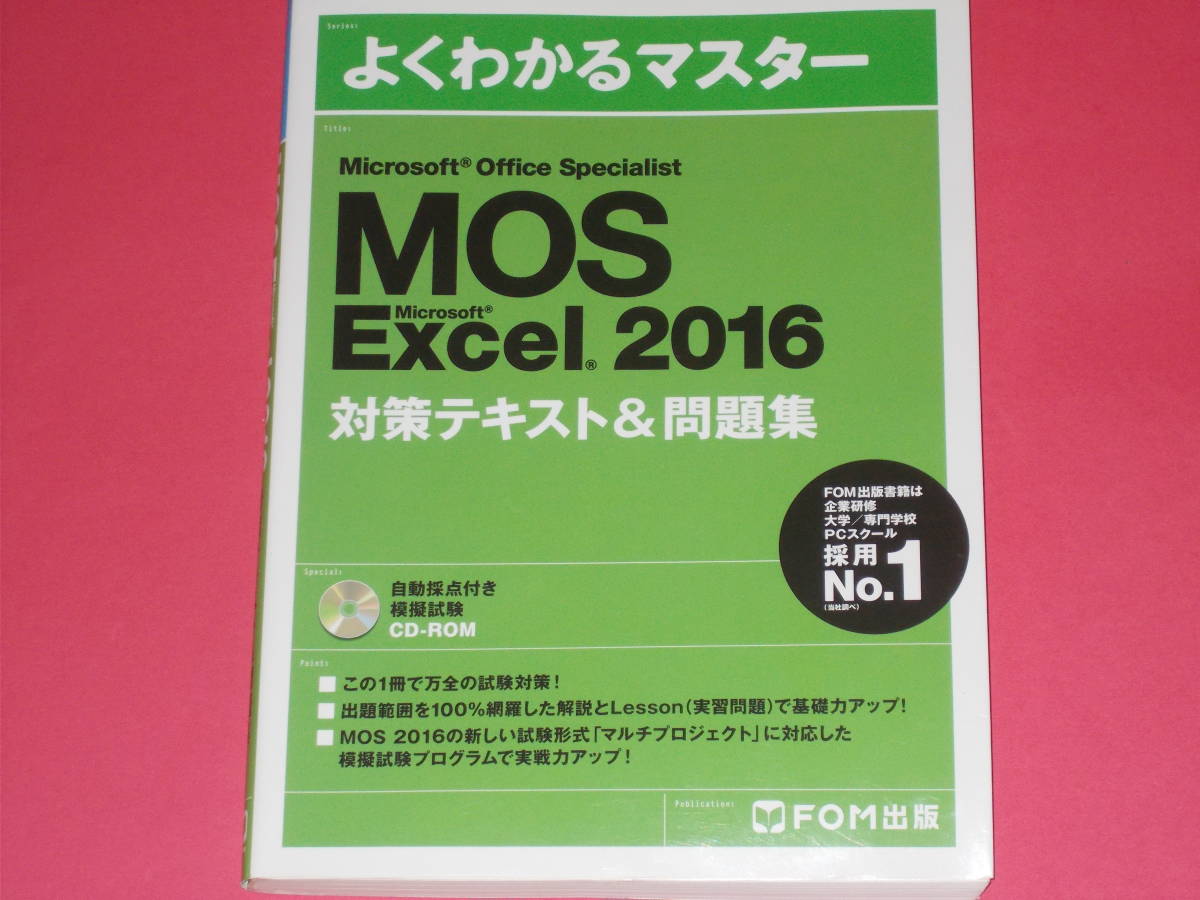 Series:
よくわかるマスター
Title:
Microsoft® Office Specialist
MOS
Microsoft®
Excel® 2016
対策テキスト&問題集
FOM出版書籍は
企業研修
大学/専門学校
PCスクール
採用
No.1
(当社調べ)
Special:
自動採点付き
模擬試験
CD-ROM
Point:
■ この1冊で万全の試験対策!
■ 出題範囲を100%網羅した解説とLesson(実習問題)で基礎力アップ!
■ MOS 2016の新しい試験形式「マルチプロジェクト」に対応した
模擬試験プログラムで実戦力アップ!
Publication:
FOM出版